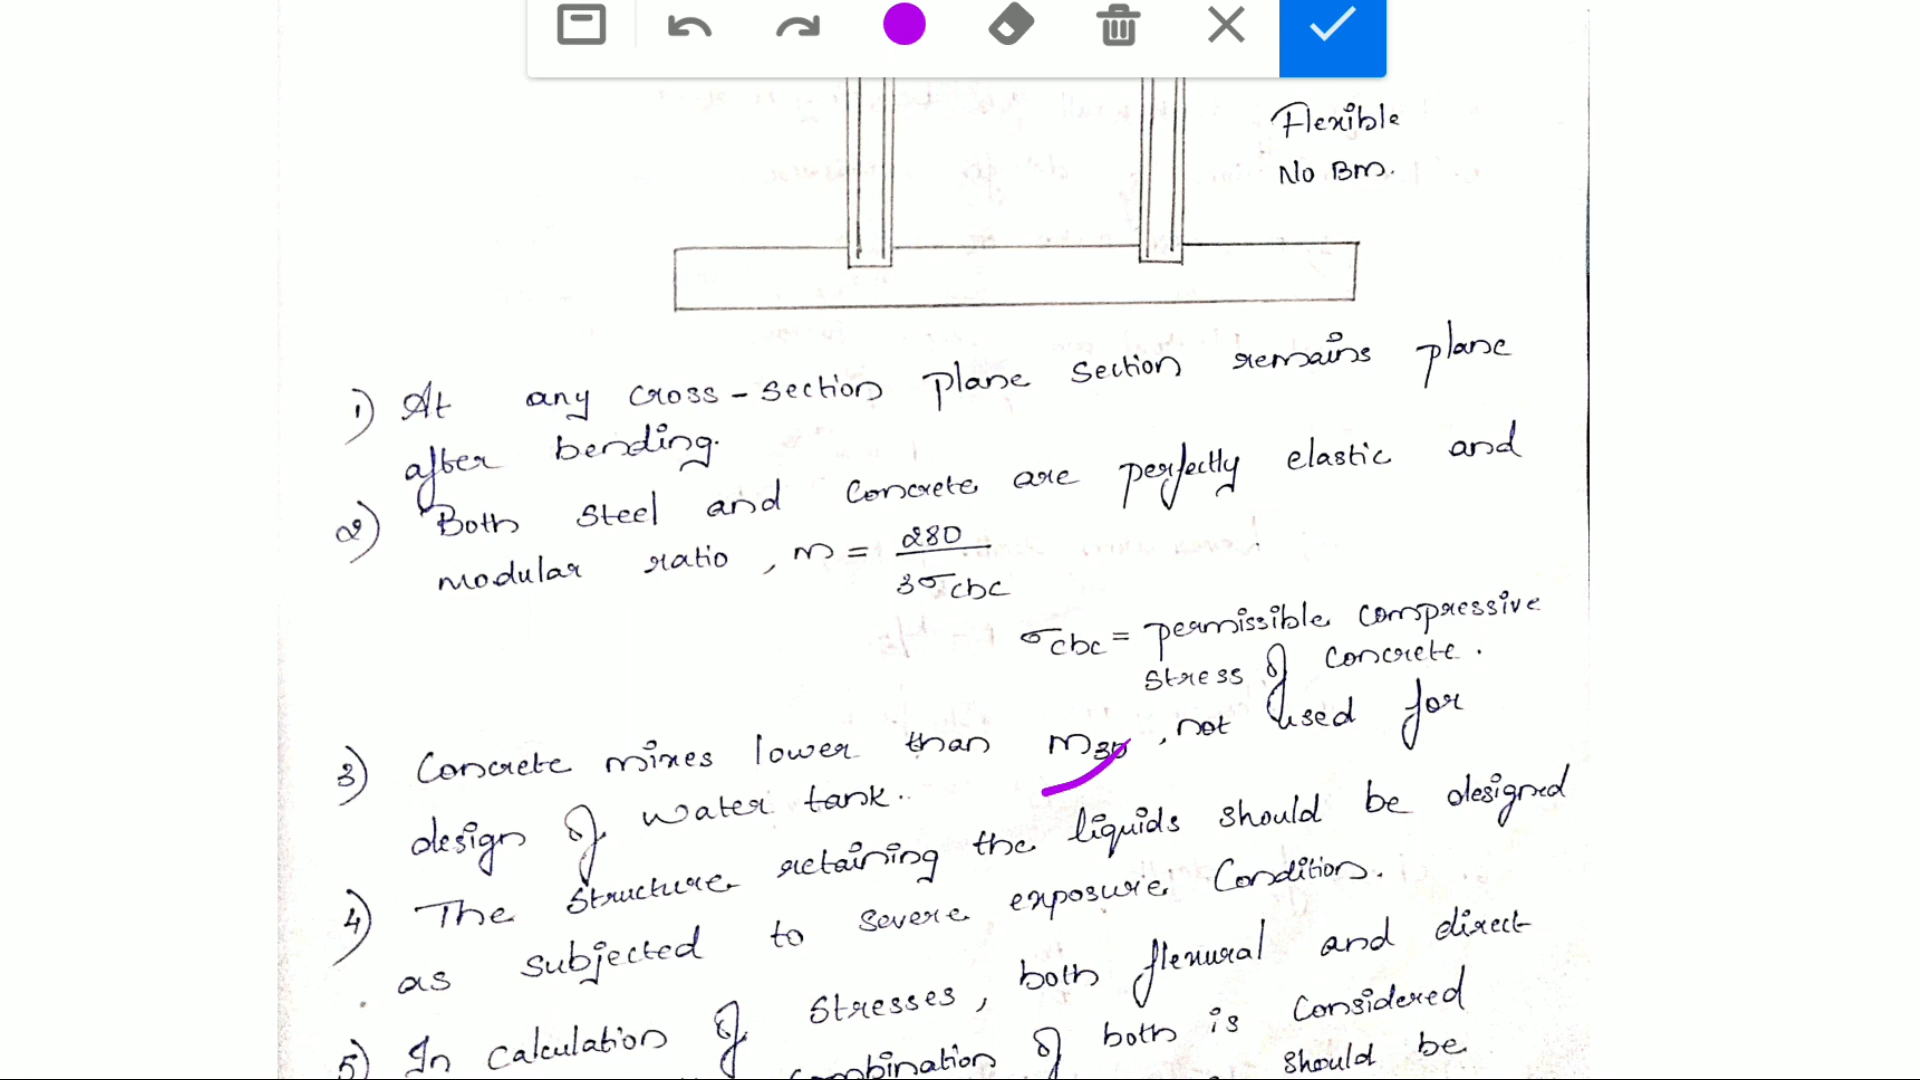 Flexible
No BM.
1) At any cross-section plane section remains plane
after bending.
2) Both steel and concrete are perfectly elastic and
modular ratio, m = 280
3σcbc
σcbc = permissible compressive
stress of concrete.
3) Concrete mixes lower than M30, not used for
design of water tank.
4) The structure retaining the liquids should be designed
as subjected to severe exposure condition.
5) In calculation of stresses, both flexural and direct
combination of both is considered
should be